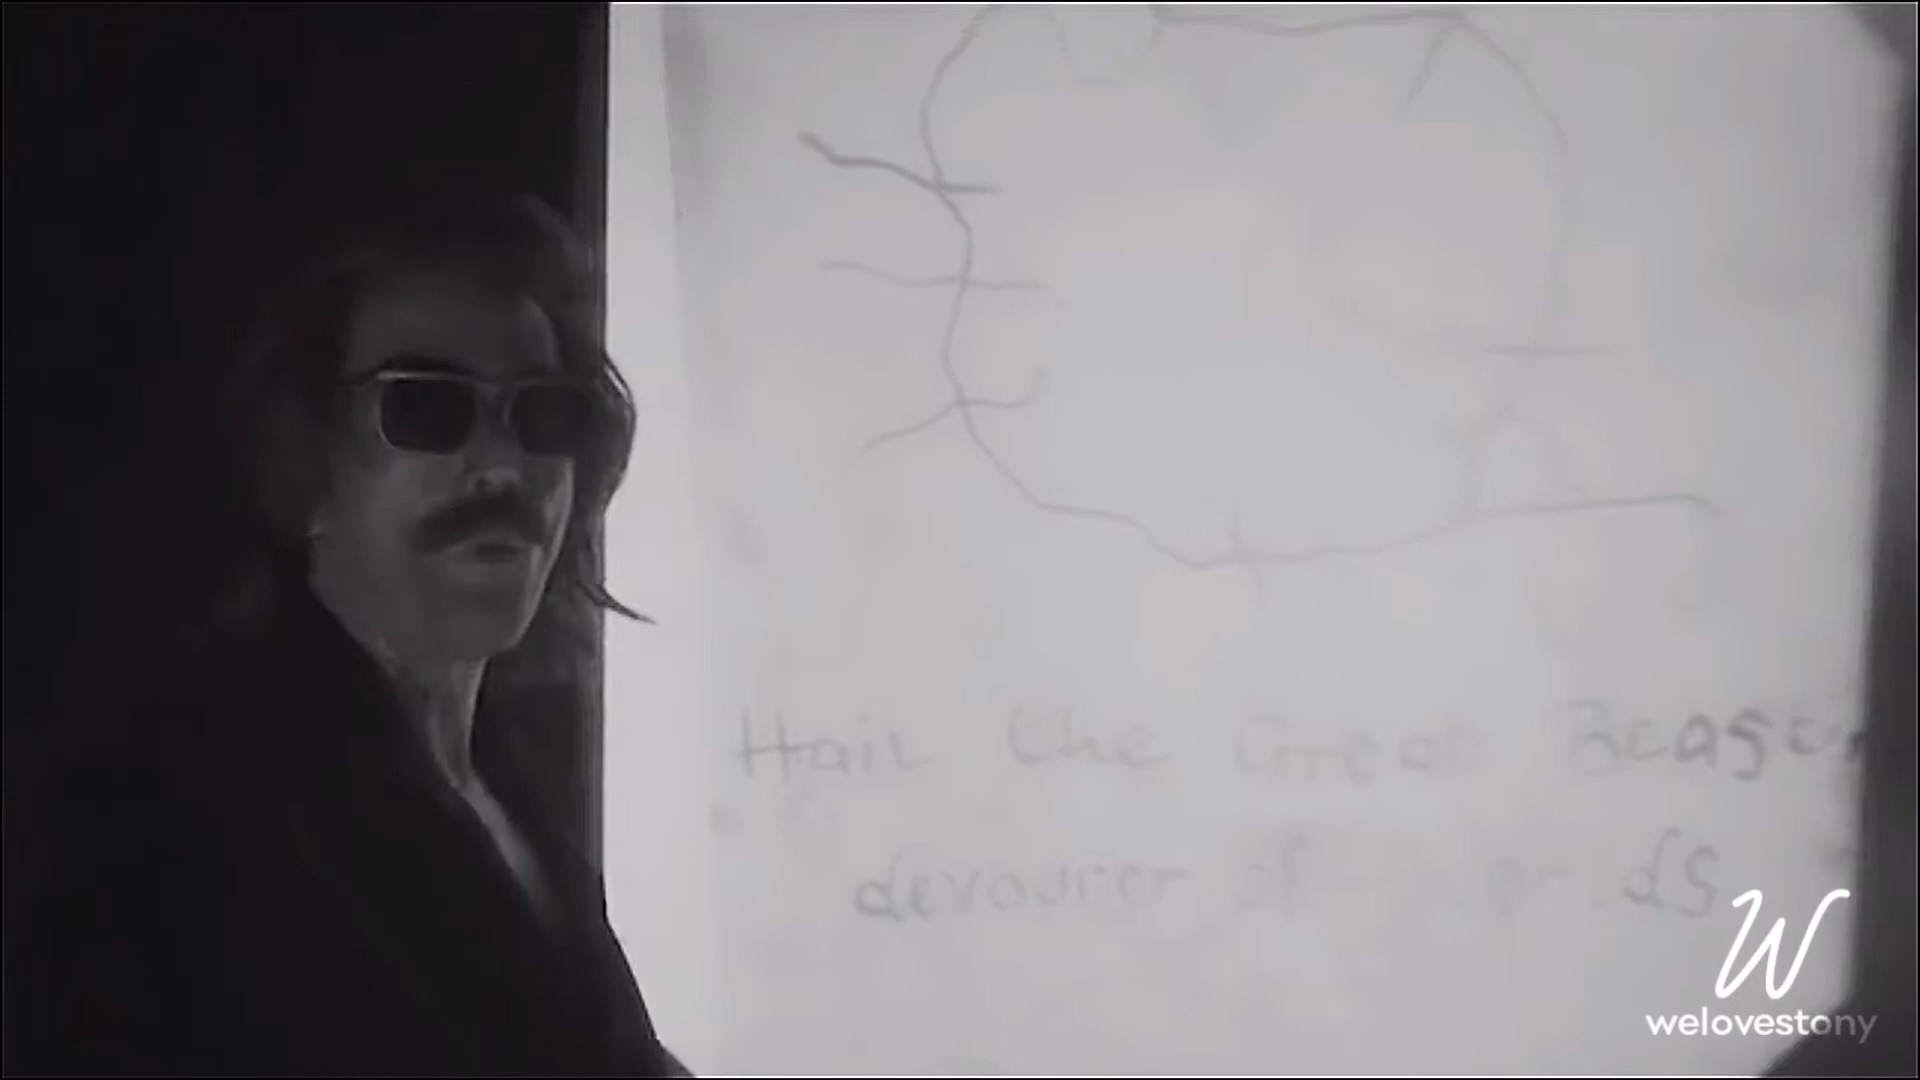 Hail the Great Beast,
devourer of
W
welovestony